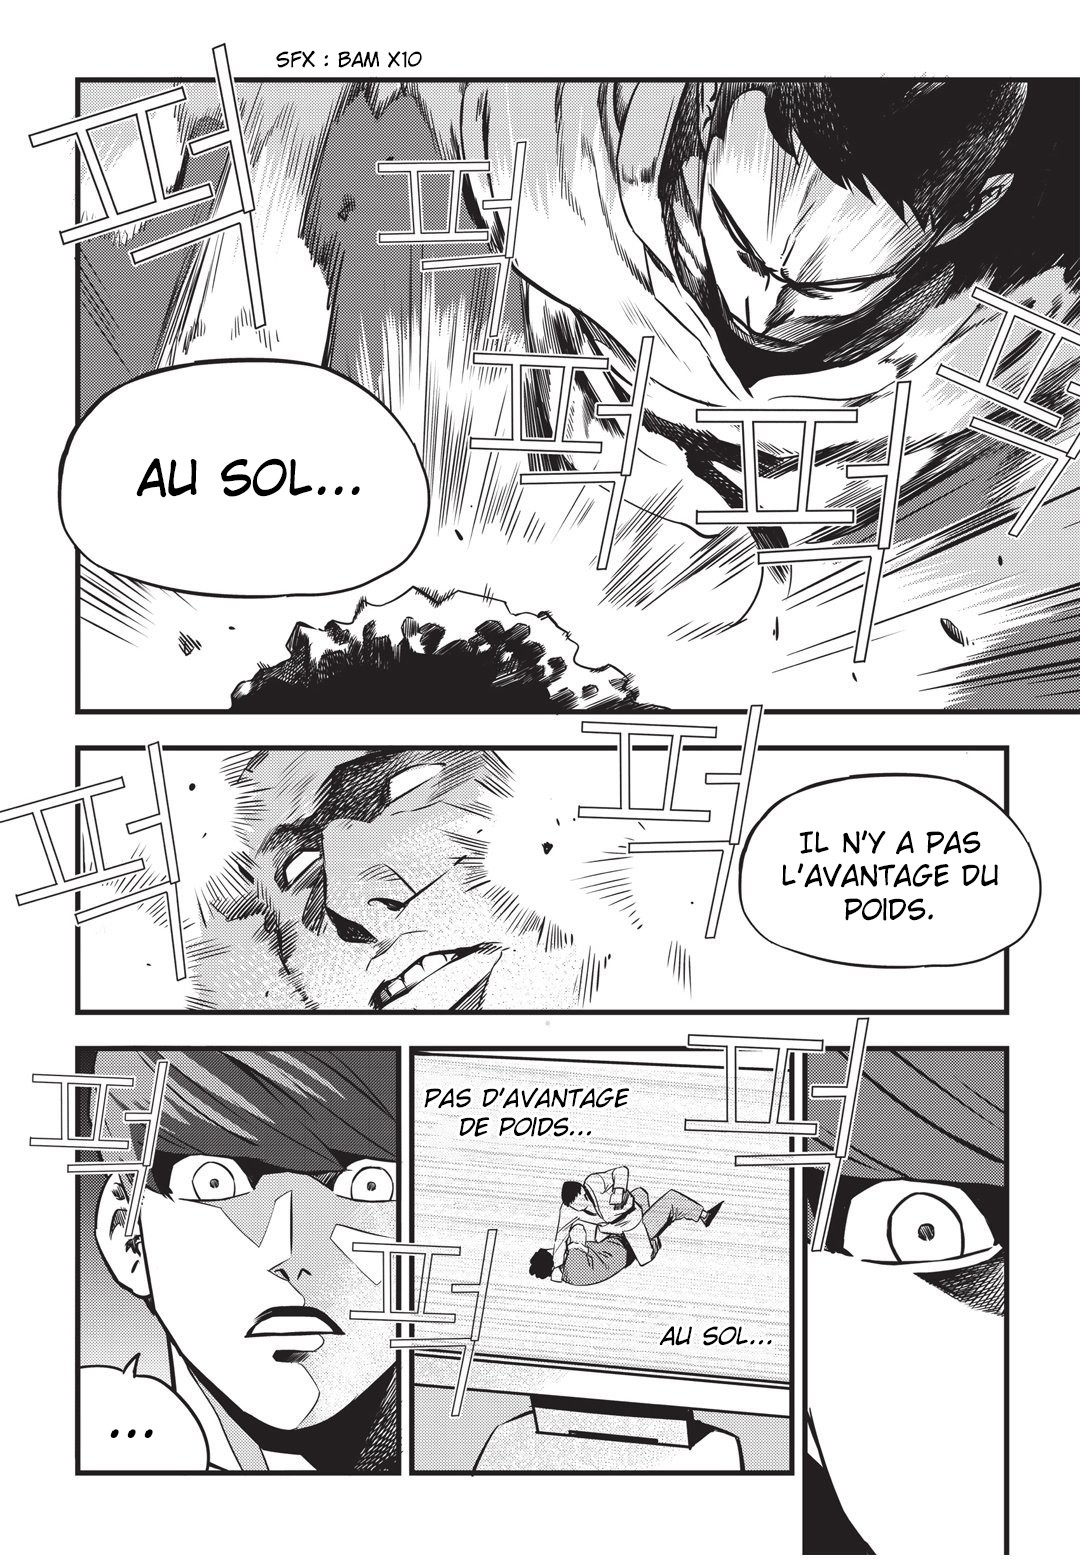 SFX : BAM X10
퍽
퍽
퍽
퍽
퍽
AU SOL...
퍽
퍽
IL N'Y A PAS
L'AVANTAGE DU
POIDS.
퍽
퍽
PAS D'AVANTAGE
DE POIDS...
퍽
퍽
AU SOL...
...